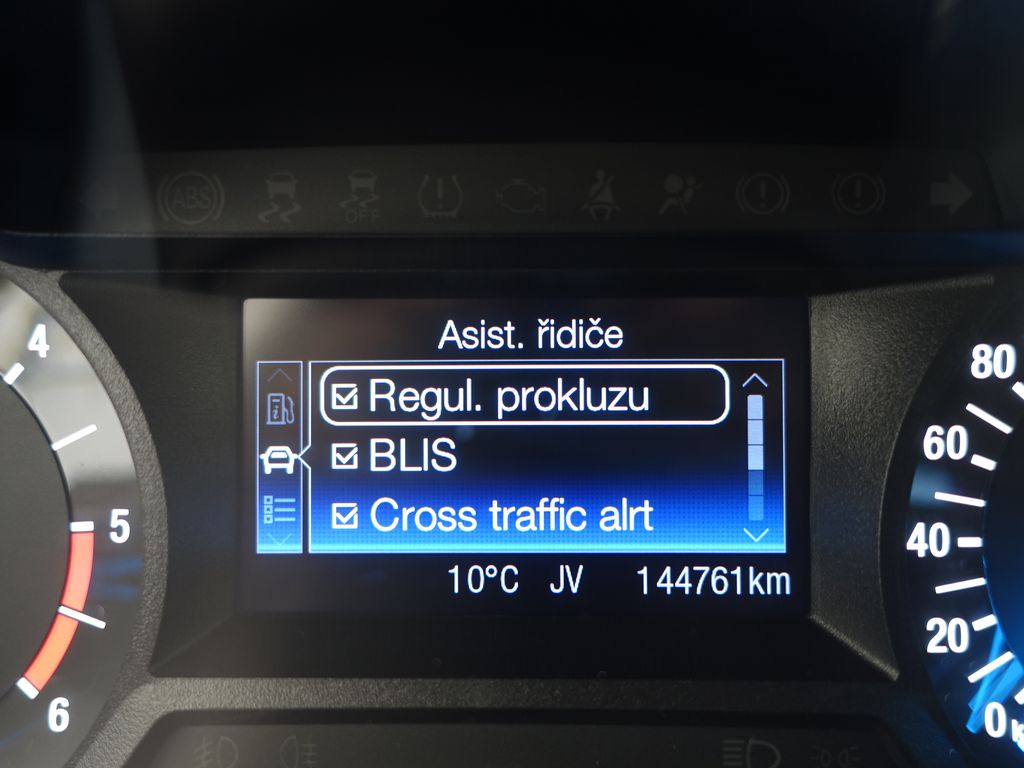 ABS
OFF
Asist. řidiče
Regul. prokluzu
BLIS
Cross traffic alrt
10°C JV 144761km
4
5
6
80
60
40
20
0